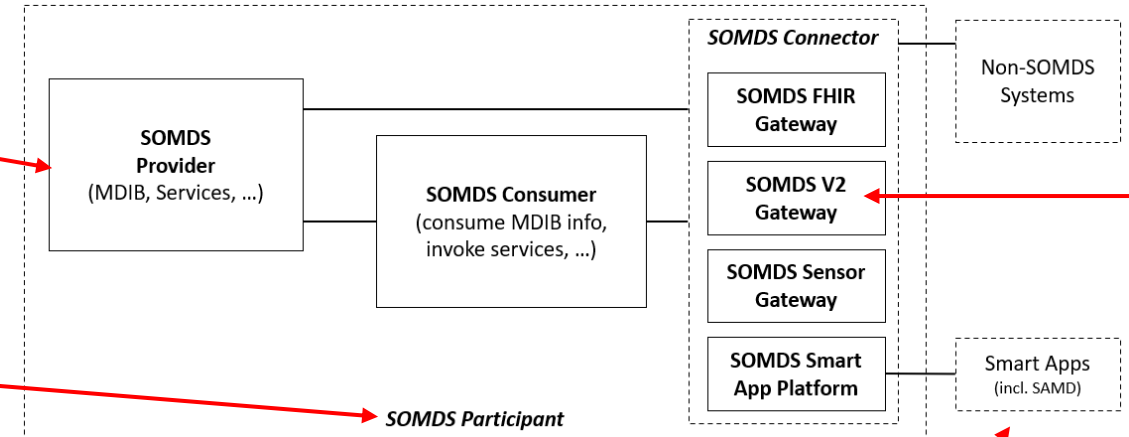 SOMDS
Provider
(MDIB, Services, …)
SOMDS Consumer
(consume MDIB info,
invoke services, …)
SOMDS Connector
SOMDS FHIR
Gateway
SOMDS V2
Gateway
SOMDS Sensor
Gateway
SOMDS Smart
App Platform
Non-SOMDS
Systems
Smart Apps
(incl. SAMD)
SOMDS Participant